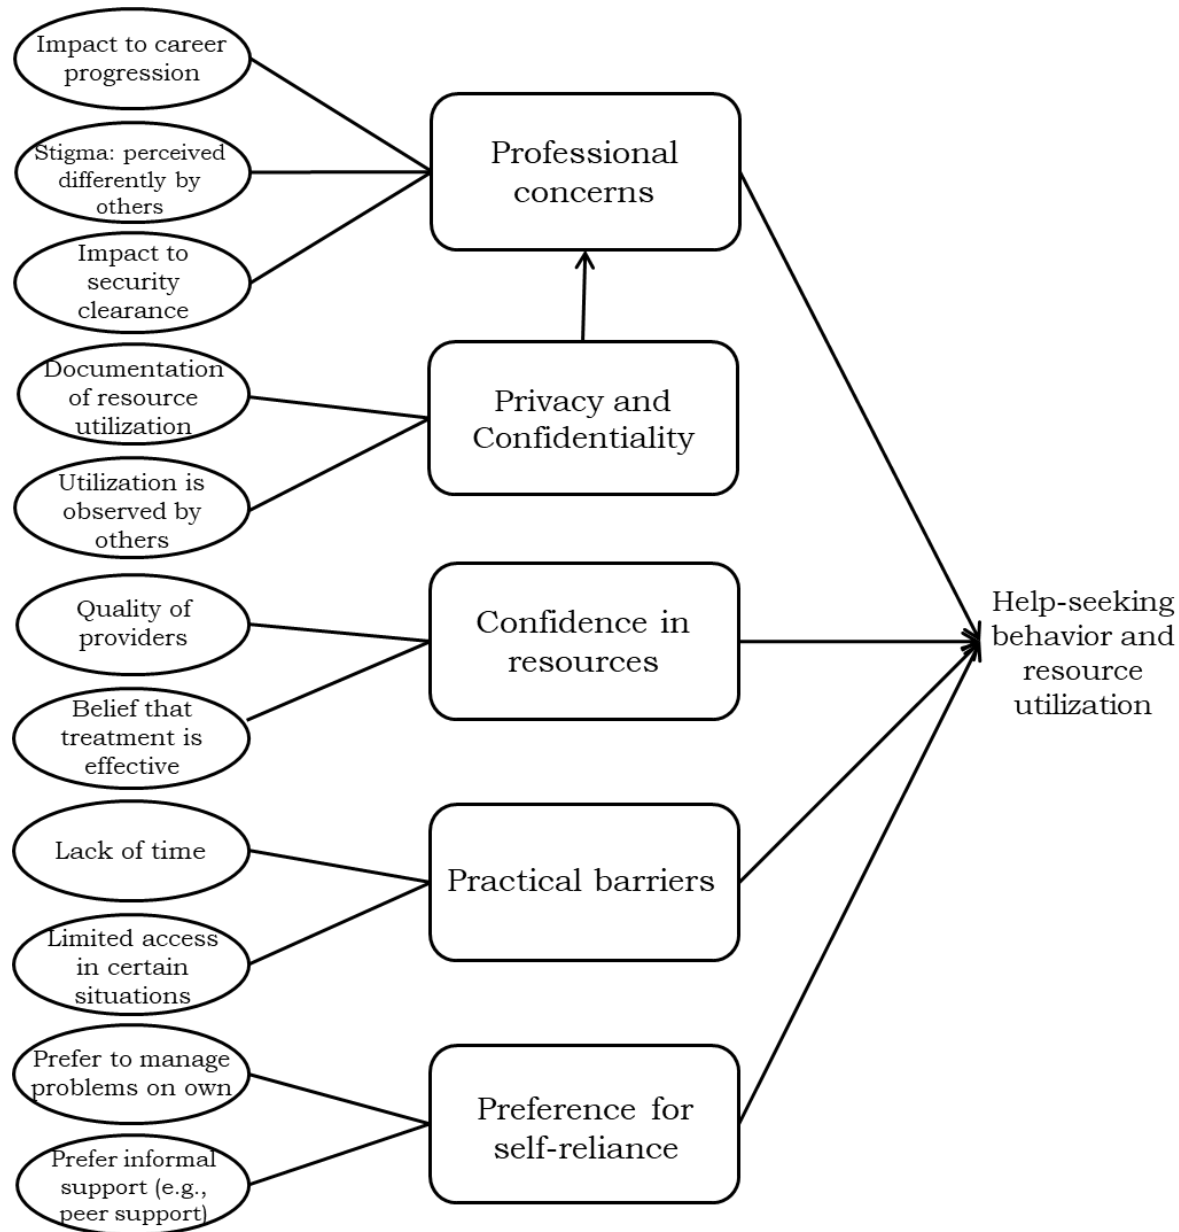 Impact to career
progression
Stigma: perceived
differently by
others
Impact to
security
clearance
Professional
concerns
Documentation
of resource
utilization
Utilization is
observed by
others
Privacy and
Confidentiality
Quality of
providers
Belief that
treatment is
effective
Confidence in
resources
Lack of time
Limited access
in certain
situations
Practical barriers
Prefer to manage
problems on own
Prefer informal
support (e.g.,
peer support)
Preference for
self-reliance
Help-seeking
behavior and
resource
utilization